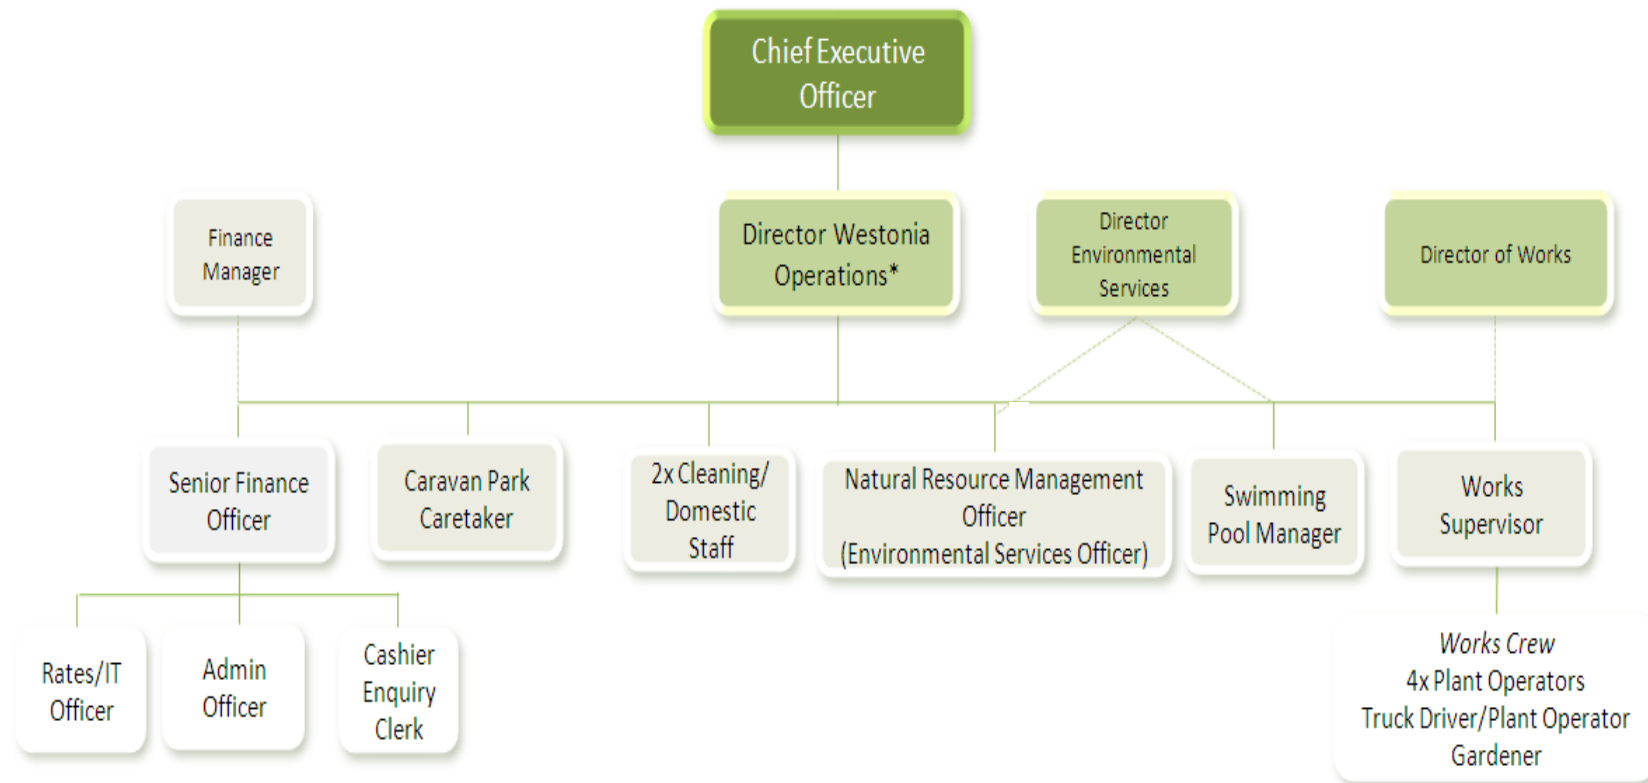 Chief Executive
Officer
Finance
Manager
Director Westonia
Operations*
Director
Environmental
Services
Director of Works
Senior Finance
Officer
Caravan Park
Caretaker
2x Cleaning/
Domestic
Staff
Natural Resource Management
Officer
(Environmental Services Officer)
Swimming
Pool Manager
Works
Supervisor
Rates/IT
Officer
Admin
Officer
Cashier
Enquiry
Clerk
Works Crew
4x Plant Operators
Truck Driver/Plant Operator
Gardener